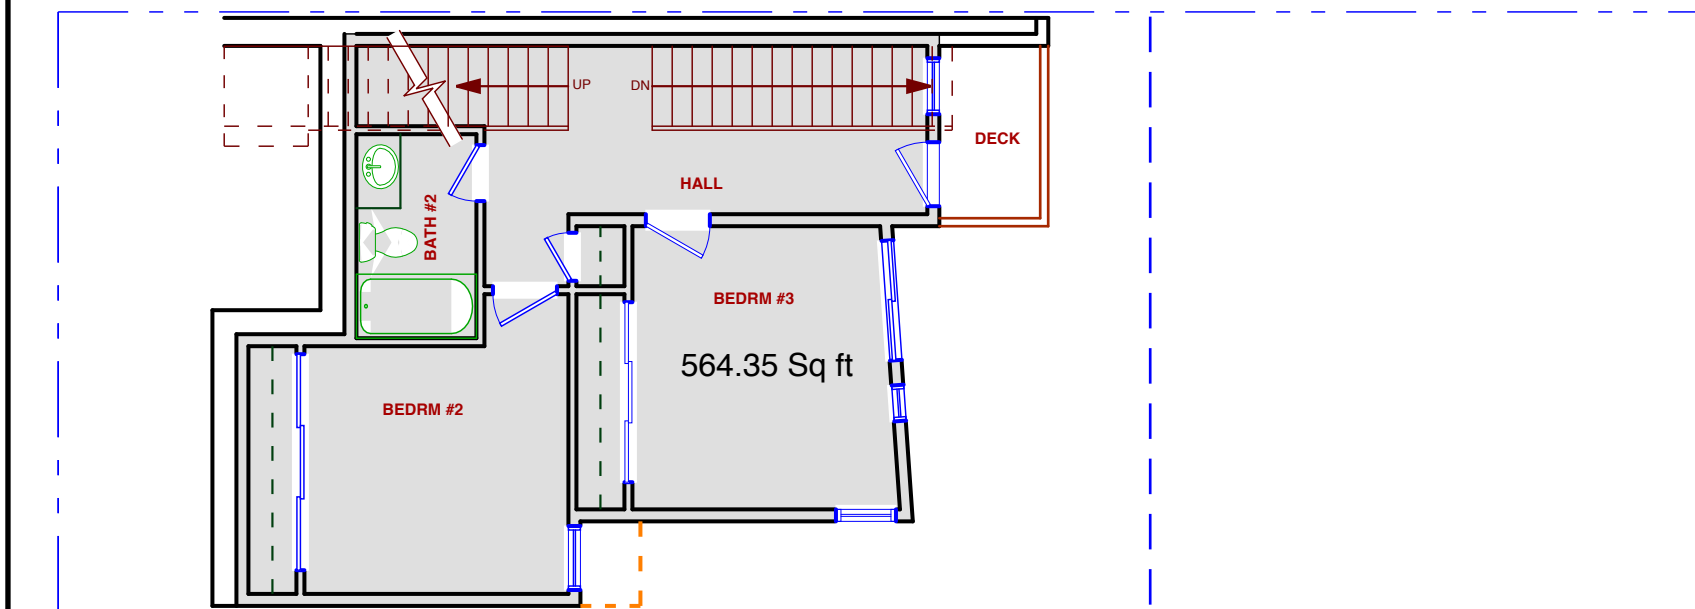 UP
DN
DECK
HALL
BATH #2
BEDRM #3
564.35 Sq ft
BEDRM #2